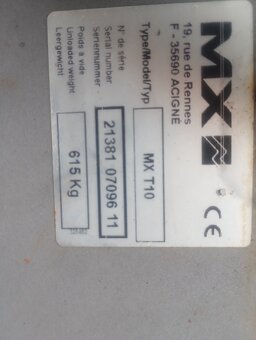 MX
19, rue de Rennes
F - 35690 ACIGNÉ
CE
Type/Model/Typ MX T10
N° de série
Serial number
Seriennummer
21381 07096 11
Poids à vide
Unloaded weight
Leergewicht
615 Kg